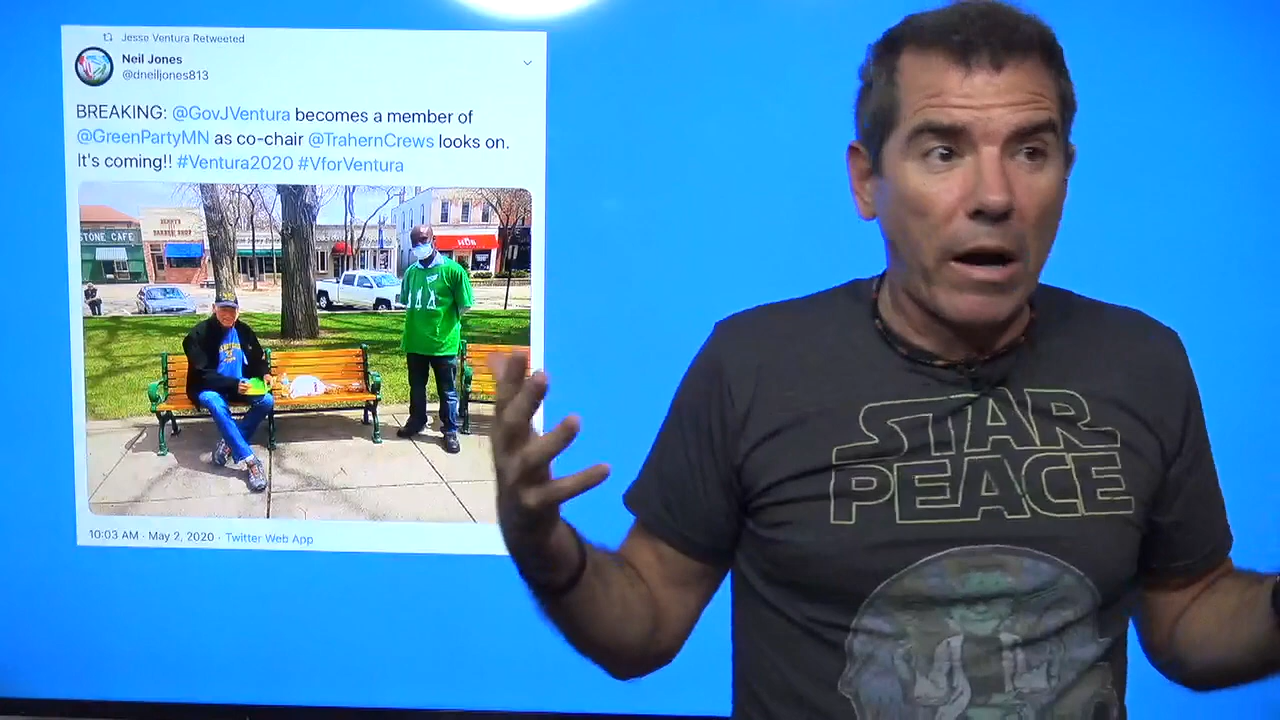 Jesse Ventura Retweeted
Neil Jones
@dneiljones813
BREAKING: @GovJVentura becomes a member of
@GreenPartyMN as co-chair @TrahernCrews looks on.
It's coming!! #Ventura2020 #VforVentura
STONE CAFE
BARBER SHOP
10:03 AM · May 2, 2020 · Twitter Web App
STAR
PEACE